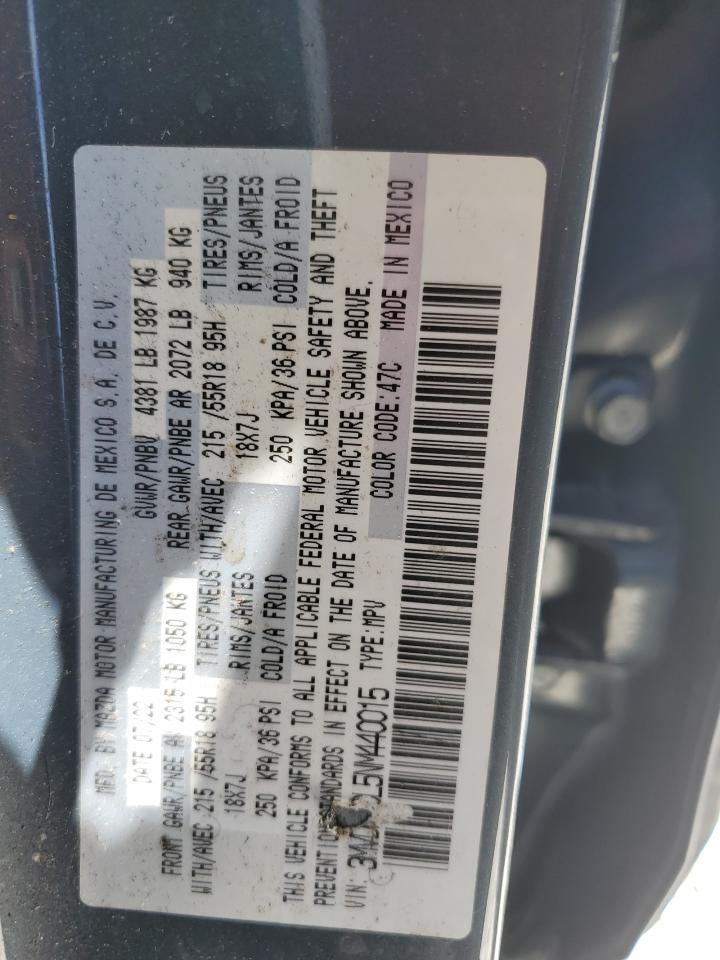 MFD. BY MAZDA MOTOR MANUFACTURING DE MEXICO S.A. DE C.V.
DATE 07/22 GVWR/PNBV 4381 LB 1987 KG
FRONT GAWR/PNBE AV 2315 LB 1050 KG REAR GAWR/PNBE AR 2072 LB 940 KG
WITH/AVEC 215 /55R18 95H TIRES/PNEUS WITH/AVEC 215 /55R18 95H TIRES/PNEUS
18X7J RIMS/JANTES 18X7J RIMS/JANTES
250 KPA/36 PSI COLD/A FROID 250 KPA/36 PSI COLD/A FROID
THIS VEHICLE CONFORMS TO ALL APPLICABLE FEDERAL MOTOR VEHICLE SAFETY AND THEFT
PREVENTION STANDARDS IN EFFECT ON THE DATE OF MANUFACTURE SHOWN ABOVE.
VIN: TYPE:MPV COLOR CODE:47C MADE IN MEXICO